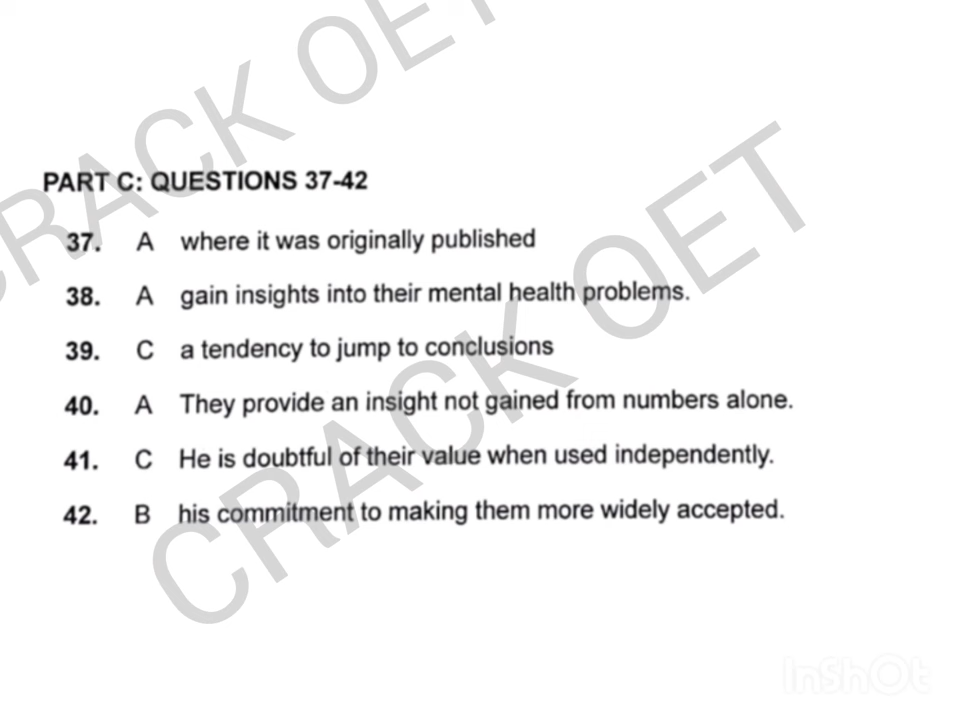 CRACK OET
PART C: QUESTIONS 37-42
37. A where it was originally published
38. A gain insights into their mental health problems.
39. C a tendency to jump to conclusions
40. A They provide an insight not gained from numbers alone.
41. C He is doubtful of their value when used independently.
42. B his commitment to making them more widely accepted.
CRACK OET
InShOt